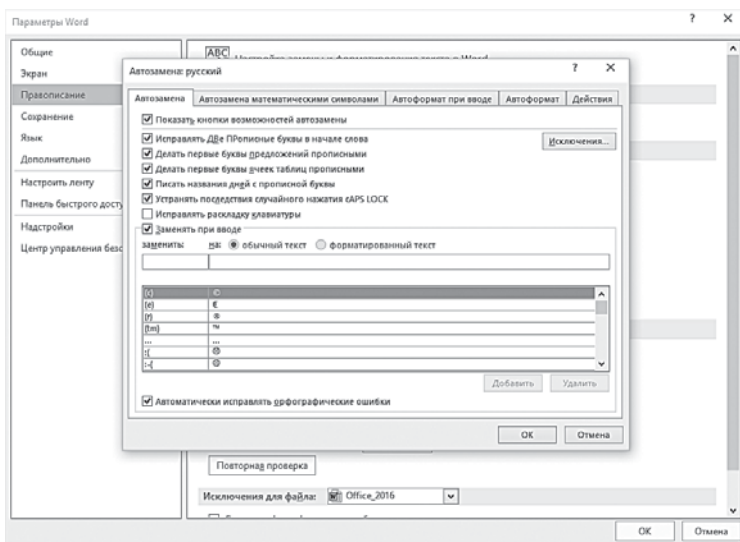 Параметры Word ? ×
Общие
Экран
Правописание
Сохранение
Язык
Дополнительно
Настроить ленту
Панель быстрого досту
Надстройки
Центр управления безо
ABC
Автозамена: русский ? ×
Автозамена Автозамена математическими символами Автоформат при вводе Автоформат Действия
Показать кнопки возможностей автозамены
Исправлять ДВе ПРописные буквы в начале слова Исключения...
Делать первые буквы предложений прописными
Делать первые буквы ячеек таблиц прописными
Писать названия дней с прописной буквы
Устранять последствия случайного нажатия cAPS LOCK
Исправлять раскладку клавиатуры
Заменять при вводе
заменить: на: обычный текст форматированный текст
(c) ©
(e) €
(r) ®
(tm) ™
... ...
:( ☹
:-( ☹
Добавить Удалить
Автоматически исправлять орфографические ошибки
ОК Отмена
Повторная проверка
Исключения для файла: Office_2016
ОК Отмена